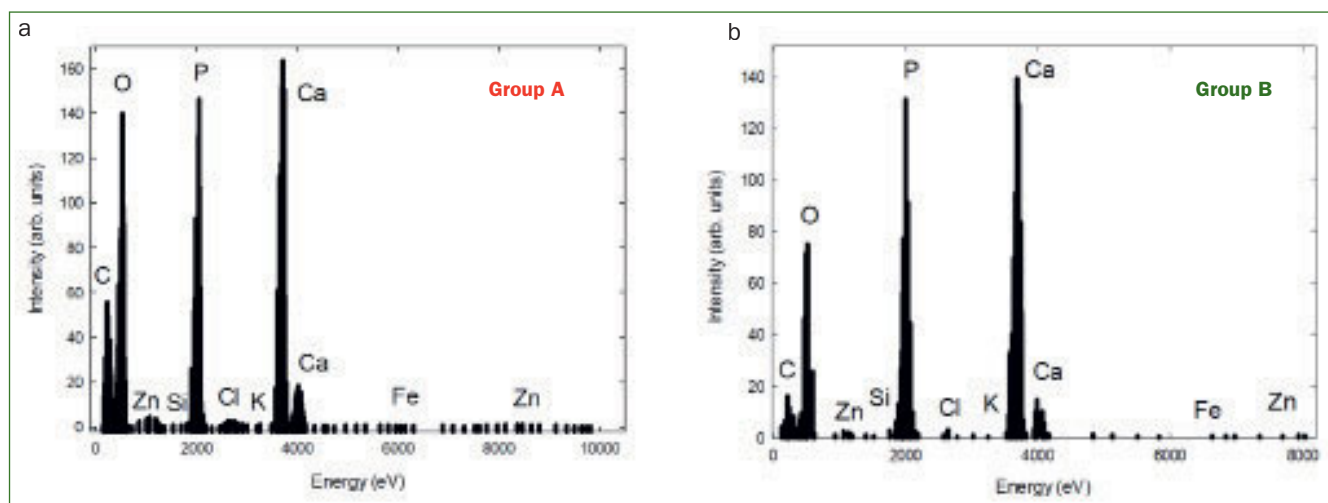 a
Group A
Intensity (arb. units)
160
140
120
100
80
60
40
20
0
C
O
P
Ca
Ca
Zn
Si
Cl
K
Fe
Zn
0
2000
4000
6000
8000
10000
Energy (eV)
b
Group B
Intensity (arb. units)
140
120
100
80
60
40
20
0
C
O
P
Ca
Ca
Zn
Si
Cl
K
Fe
Zn
0
2000
4000
6000
8000
Energy (eV)